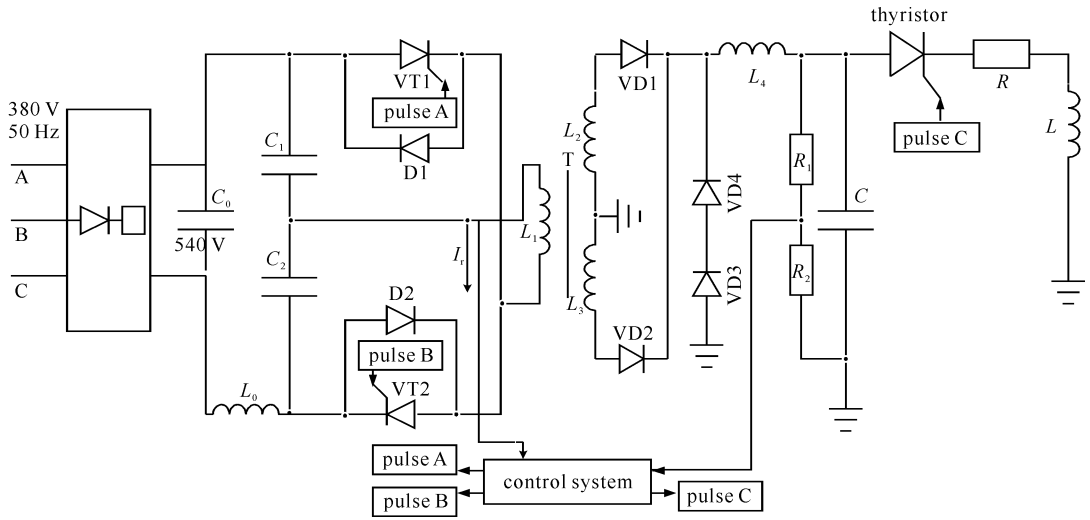 thyristor
VT1
pulse A
D1
VD1
L4
R
pulse C
L
380 V
50 Hz
A
B
C
C0
540 V
C1
C2
L0
Ir
L1
L2
T
L3
VD4
VD3
VD2
R1
R2
C
D2
pulse B
VT2
pulse A
pulse B
control system
pulse C